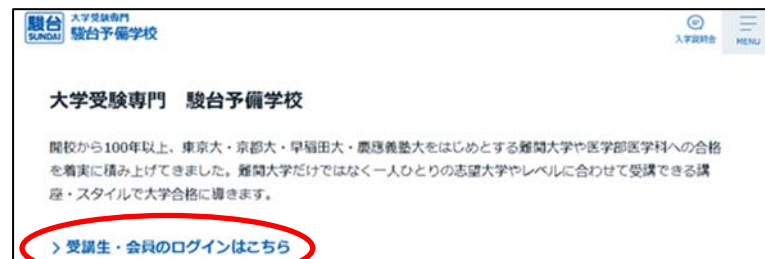 駿台
SUNDAI
大学受験専門
駿台予備学校
入学説明会
MENU
大学受験専門　駿台予備学校
開校から100年以上、東京大・京都大・早稲田大・慶應義塾大をはじめとする難関大学や医学部医学科への合格
を着実に積み上げてきました。難関大学だけではなく一人ひとりの志望大学やレベルに合わせて受講できる講
座・スタイルで大学合格に導きます。
> 受講生・会員のログインはこちら